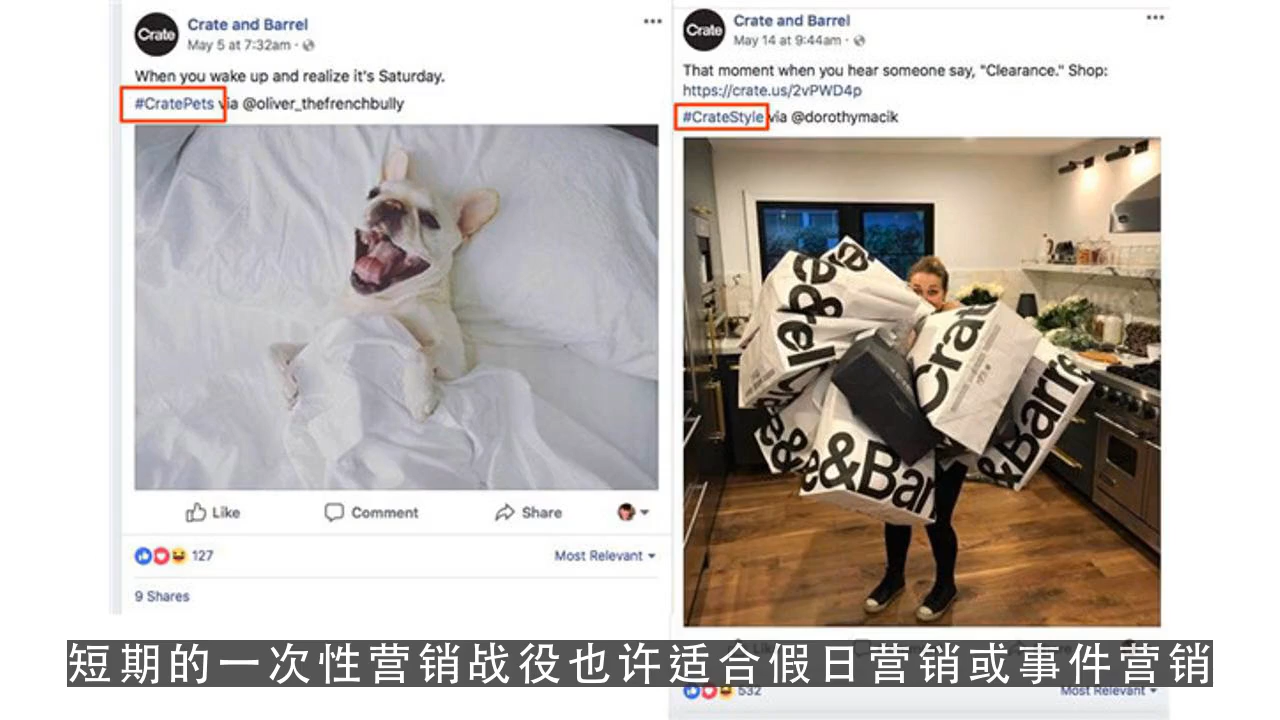 Crate
Crate and Barrel
May 5 at 7:32am
When you wake up and realize it's Saturday.
#CratePets via @oliver_thefrenchbully
Like
Comment
Share
127
Most Relevant
9 Shares
Crate
Crate and Barrel
May 14 at 9:44am
That moment when you hear someone say, "Clearance." Shop:
https://crate.us/2vPWD4p
#CrateStyle via @dorothymacik
Crat
&Barre
e&Bar
532
Most Relevant
短期的一次性营销战役也许适合假日营销或事件营销